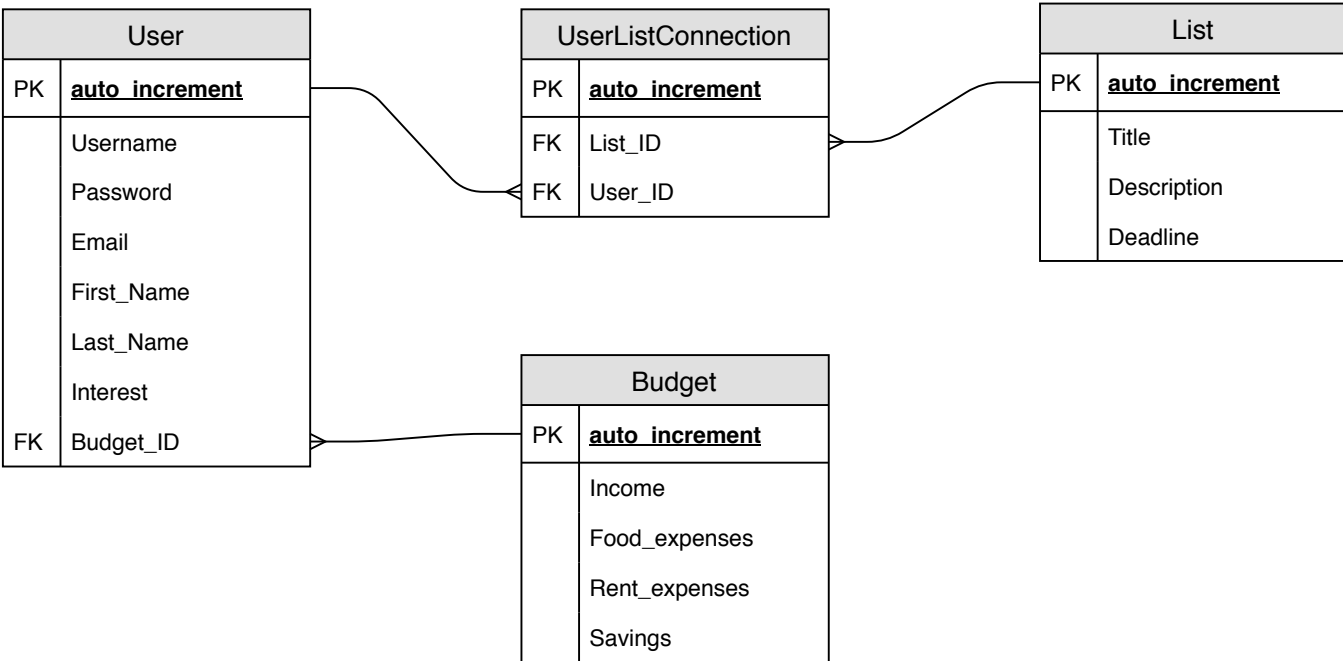 User
PK auto_increment
Username
Password
Email
First_Name
Last_Name
Interest
FK Budget_ID
UserListConnection
PK auto_increment
FK List_ID
FK User_ID
List
PK auto_increment
Title
Description
Deadline
Budget
PK auto_increment
Income
Food_expenses
Rent_expenses
Savings